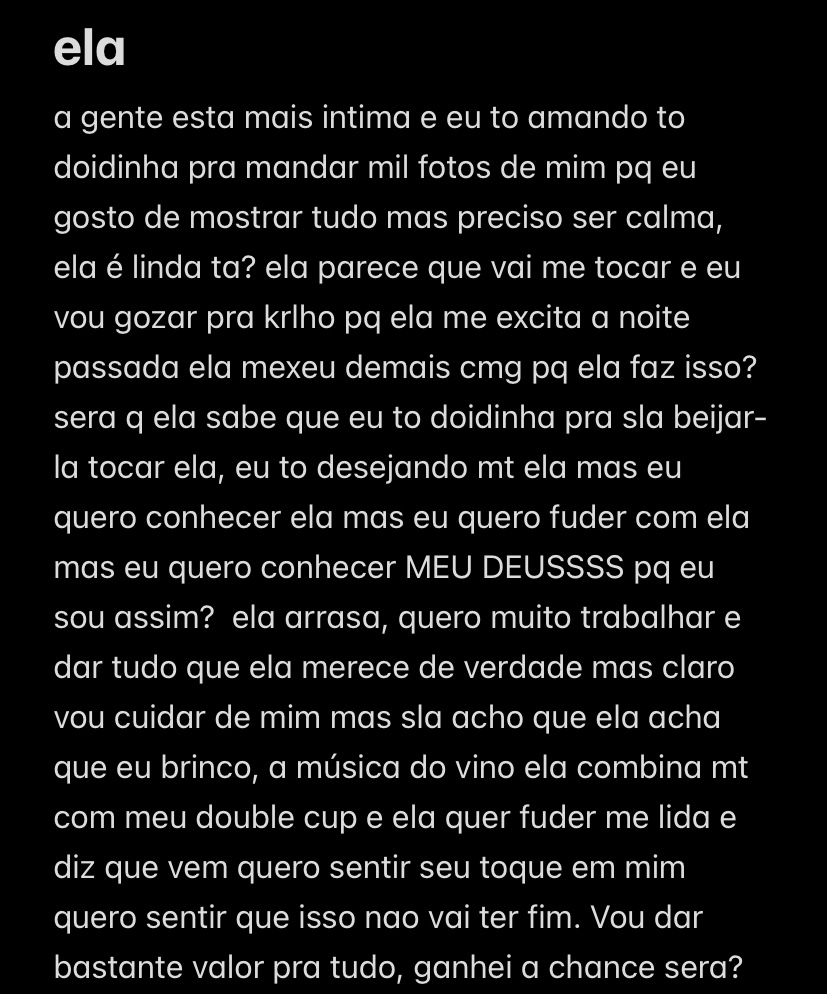 ela
a gente esta mais intima e eu to amando to
doidinha pra mandar mil fotos de mim pq eu
gosto de mostrar tudo mas preciso ser calma,
ela é linda ta? ela parece que vai me tocar e eu
vou gozar pra krlho pq ela me excita a noite
passada ela mexeu demais cmg pq ela faz isso?
sera q ela sabe que eu to doidinha pra sla beijar-
la tocar ela, eu to desejando mt ela mas eu
quero conhecer ela mas eu quero fuder com ela
mas eu quero conhecer MEU DEUSSSS pq eu
sou assim?  ela arrasa, quero muito trabalhar e
dar tudo que ela merece de verdade mas claro
vou cuidar de mim mas sla acho que ela acha
que eu brinco, a música do vino ela combina mt
com meu double cup e ela quer fuder me lida e
diz que vem quero sentir seu toque em mim
quero sentir que isso nao vai ter fim. Vou dar
bastante valor pra tudo, ganhei a chance sera?